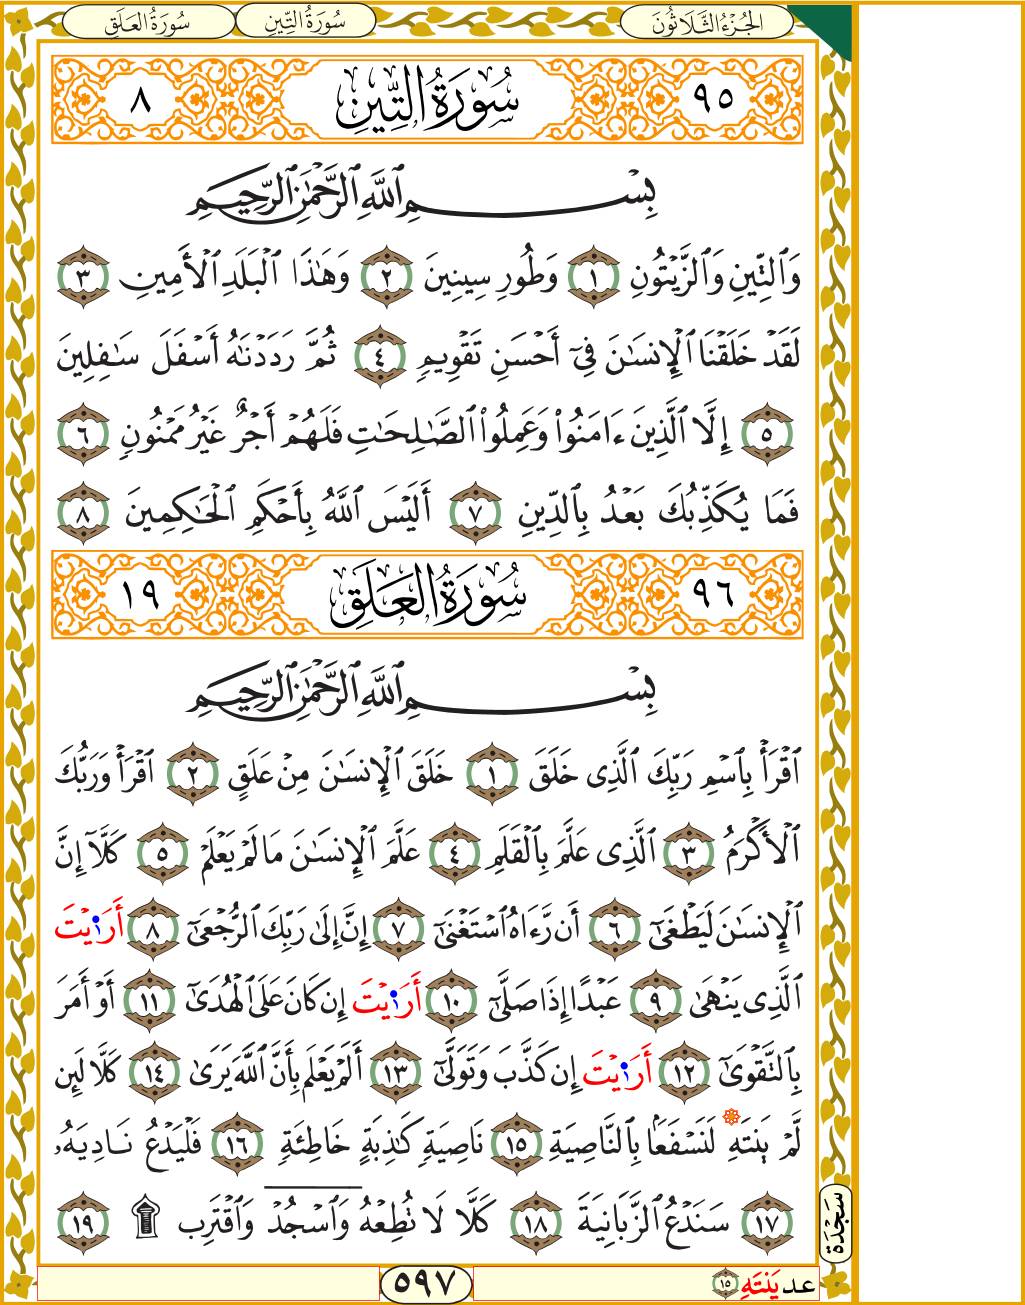 الجُزْءُ الثَّلَاثُونَ سُورَةُ التِّينِ سُورَةُ العَلَقِ
٩٥ سُورَةُ التِّينِ ٨
بِسْمِ ٱللَّهِ ٱلرَّحْمَٰنِ ٱلرَّحِيمِ
وَٱلتِّينِ وَٱلزَّيْتُونِ ١ وَطُورِ سِينِينَ ٢ وَهَٰذَا ٱلْبَلَدِ ٱلْأَمِينِ ٣
لَقَدْ خَلَقْنَا ٱلْإِنسَٰنَ فِىٓ أَحْسَنِ تَقْوِيمٍ ٤ ثُمَّ رَدَدْنَٰهُ أَسْفَلَ سَٰفِلِينَ
٥ إِلَّا ٱلَّذِينَ ءَامَنُوا۟ وَعَمِلُوا۟ ٱلصَّٰلِحَٰتِ فَلَهُمْ أَجْرٌ غَيْرُ مَمْنُونٍ ٦
فَمَا يُكَذِّبُكَ بَعْدُ بِٱلدِّينِ ٧ أَلَيْسَ ٱللَّهُ بِأَحْكَمِ ٱلْحَٰكِمِينَ ٨
٩٦ سُورَةُ العَلَقِ ١٩
بِسْمِ ٱللَّهِ ٱلرَّحْمَٰنِ ٱلرَّحِيمِ
ٱقْرَأْ بِٱسْمِ رَبِّكَ ٱلَّذِى خَلَقَ ١ خَلَقَ ٱلْإِنسَٰنَ مِنْ عَلَقٍ ٢ ٱقْرَأْ وَرَبُّكَ
ٱلْأَكْرَمُ ٣ ٱلَّذِى عَلَّمَ بِٱلْقَلَمِ ٤ عَلَّمَ ٱلْإِنسَٰنَ مَا لَمْ يَعْلَمْ ٥ كَلَّآ إِنَّ
ٱلْإِنسَٰنَ لَيَطْغَىٰٓ ٦ أَن رَّءَاهُ ٱسْتَغْنَىٰٓ ٧ إِنَّ إِلَىٰ رَبِّكَ ٱلرُّجْعَىٰٓ ٨ أَرَٰ•يْتَ
ٱلَّذِى يَنْهَىٰ ٩ عَبْدًا إِذَا صَلَّىٰٓ ١٠ أَرَٰ•يْتَ إِن كَانَ عَلَى ٱلْهُدَىٰٓ ١١ أَوْ أَمَرَ
بِٱلتَّقْوَىٰٓ ١٢ أَرَٰ•يْتَ إِن كَذَّبَ وَتَوَلَّىٰٓ ١٣ أَلَمْ يَعْلَم بِأَنَّ ٱللَّهَ يَرَىٰ ١٤ كَلَّا لَئِن
لَّمْ يَنتَهِ لَنَسْفَعًۢا بِٱلنَّاصِيَةِ ١٥ نَاصِيَةٍ كَٰذِبَةٍ خَاطِئَةٍ ١٦ فَلْيَدْعُ نَادِيَهُۥ
١٧ سَنَدْعُ ٱلزَّبَانِيَةَ ١٨ كَلَّا لَا تُطِعْهُ وَٱسْجُدْ وَٱقْتَرِب ۩ ١٩
سَجْدَة
عد يَنتَهِ ١٥
٥٩٧